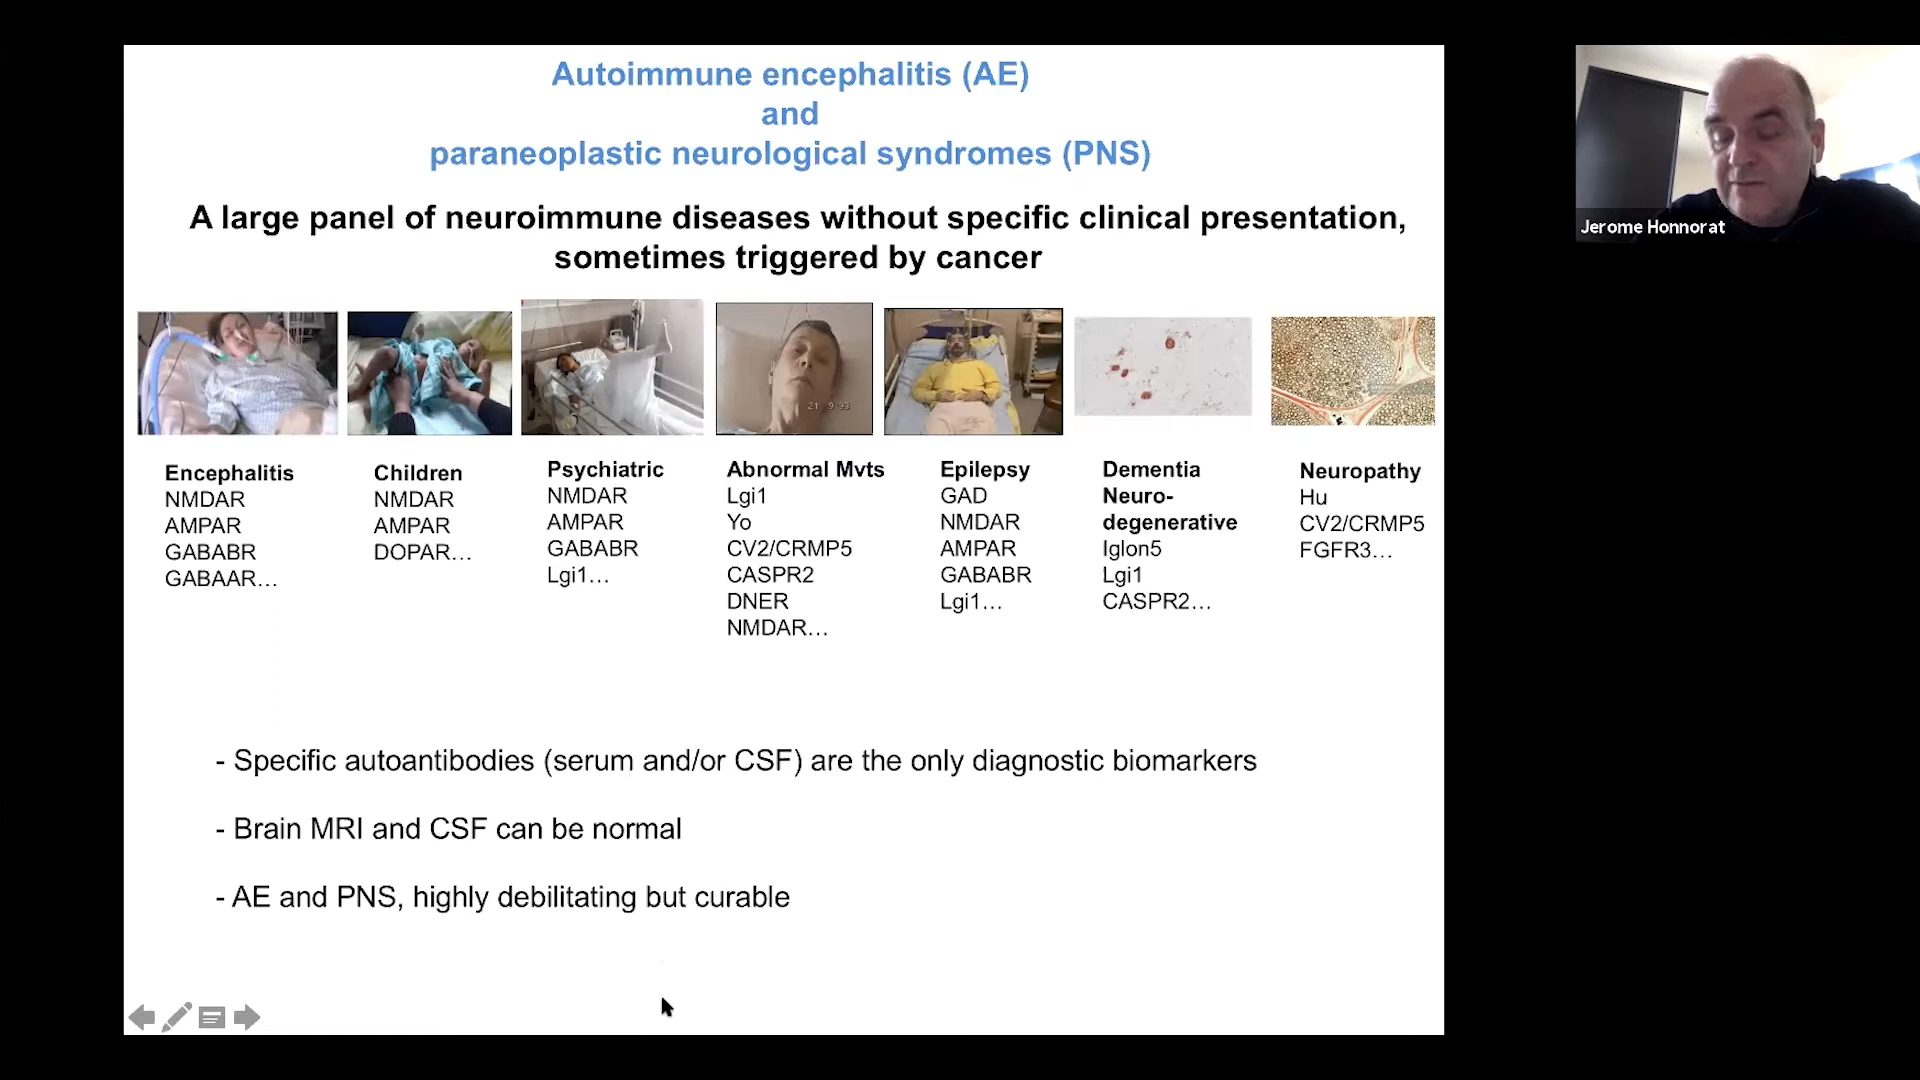 Autoimmune encephalitis (AE)
and
paraneoplastic neurological syndromes (PNS)
A large panel of neuroimmune diseases without specific clinical presentation,
sometimes triggered by cancer
21 9 93
Encephalitis
NMDAR
AMPAR
GABABR
GABAAR…
Children
NMDAR
AMPAR
DOPAR…
Psychiatric
NMDAR
AMPAR
GABABR
Lgi1…
Abnormal Mvts
Lgi1
Yo
CV2/CRMP5
CASPR2
DNER
NMDAR…
Epilepsy
GAD
NMDAR
AMPAR
GABABR
Lgi1…
Dementia
Neuro-
degenerative
Iglon5
Lgi1
CASPR2…
Neuropathy
Hu
CV2/CRMP5
FGFR3…
- Specific autoantibodies (serum and/or CSF) are the only diagnostic biomarkers
- Brain MRI and CSF can be normal
- AE and PNS, highly debilitating but curable
Jerome Honnorat